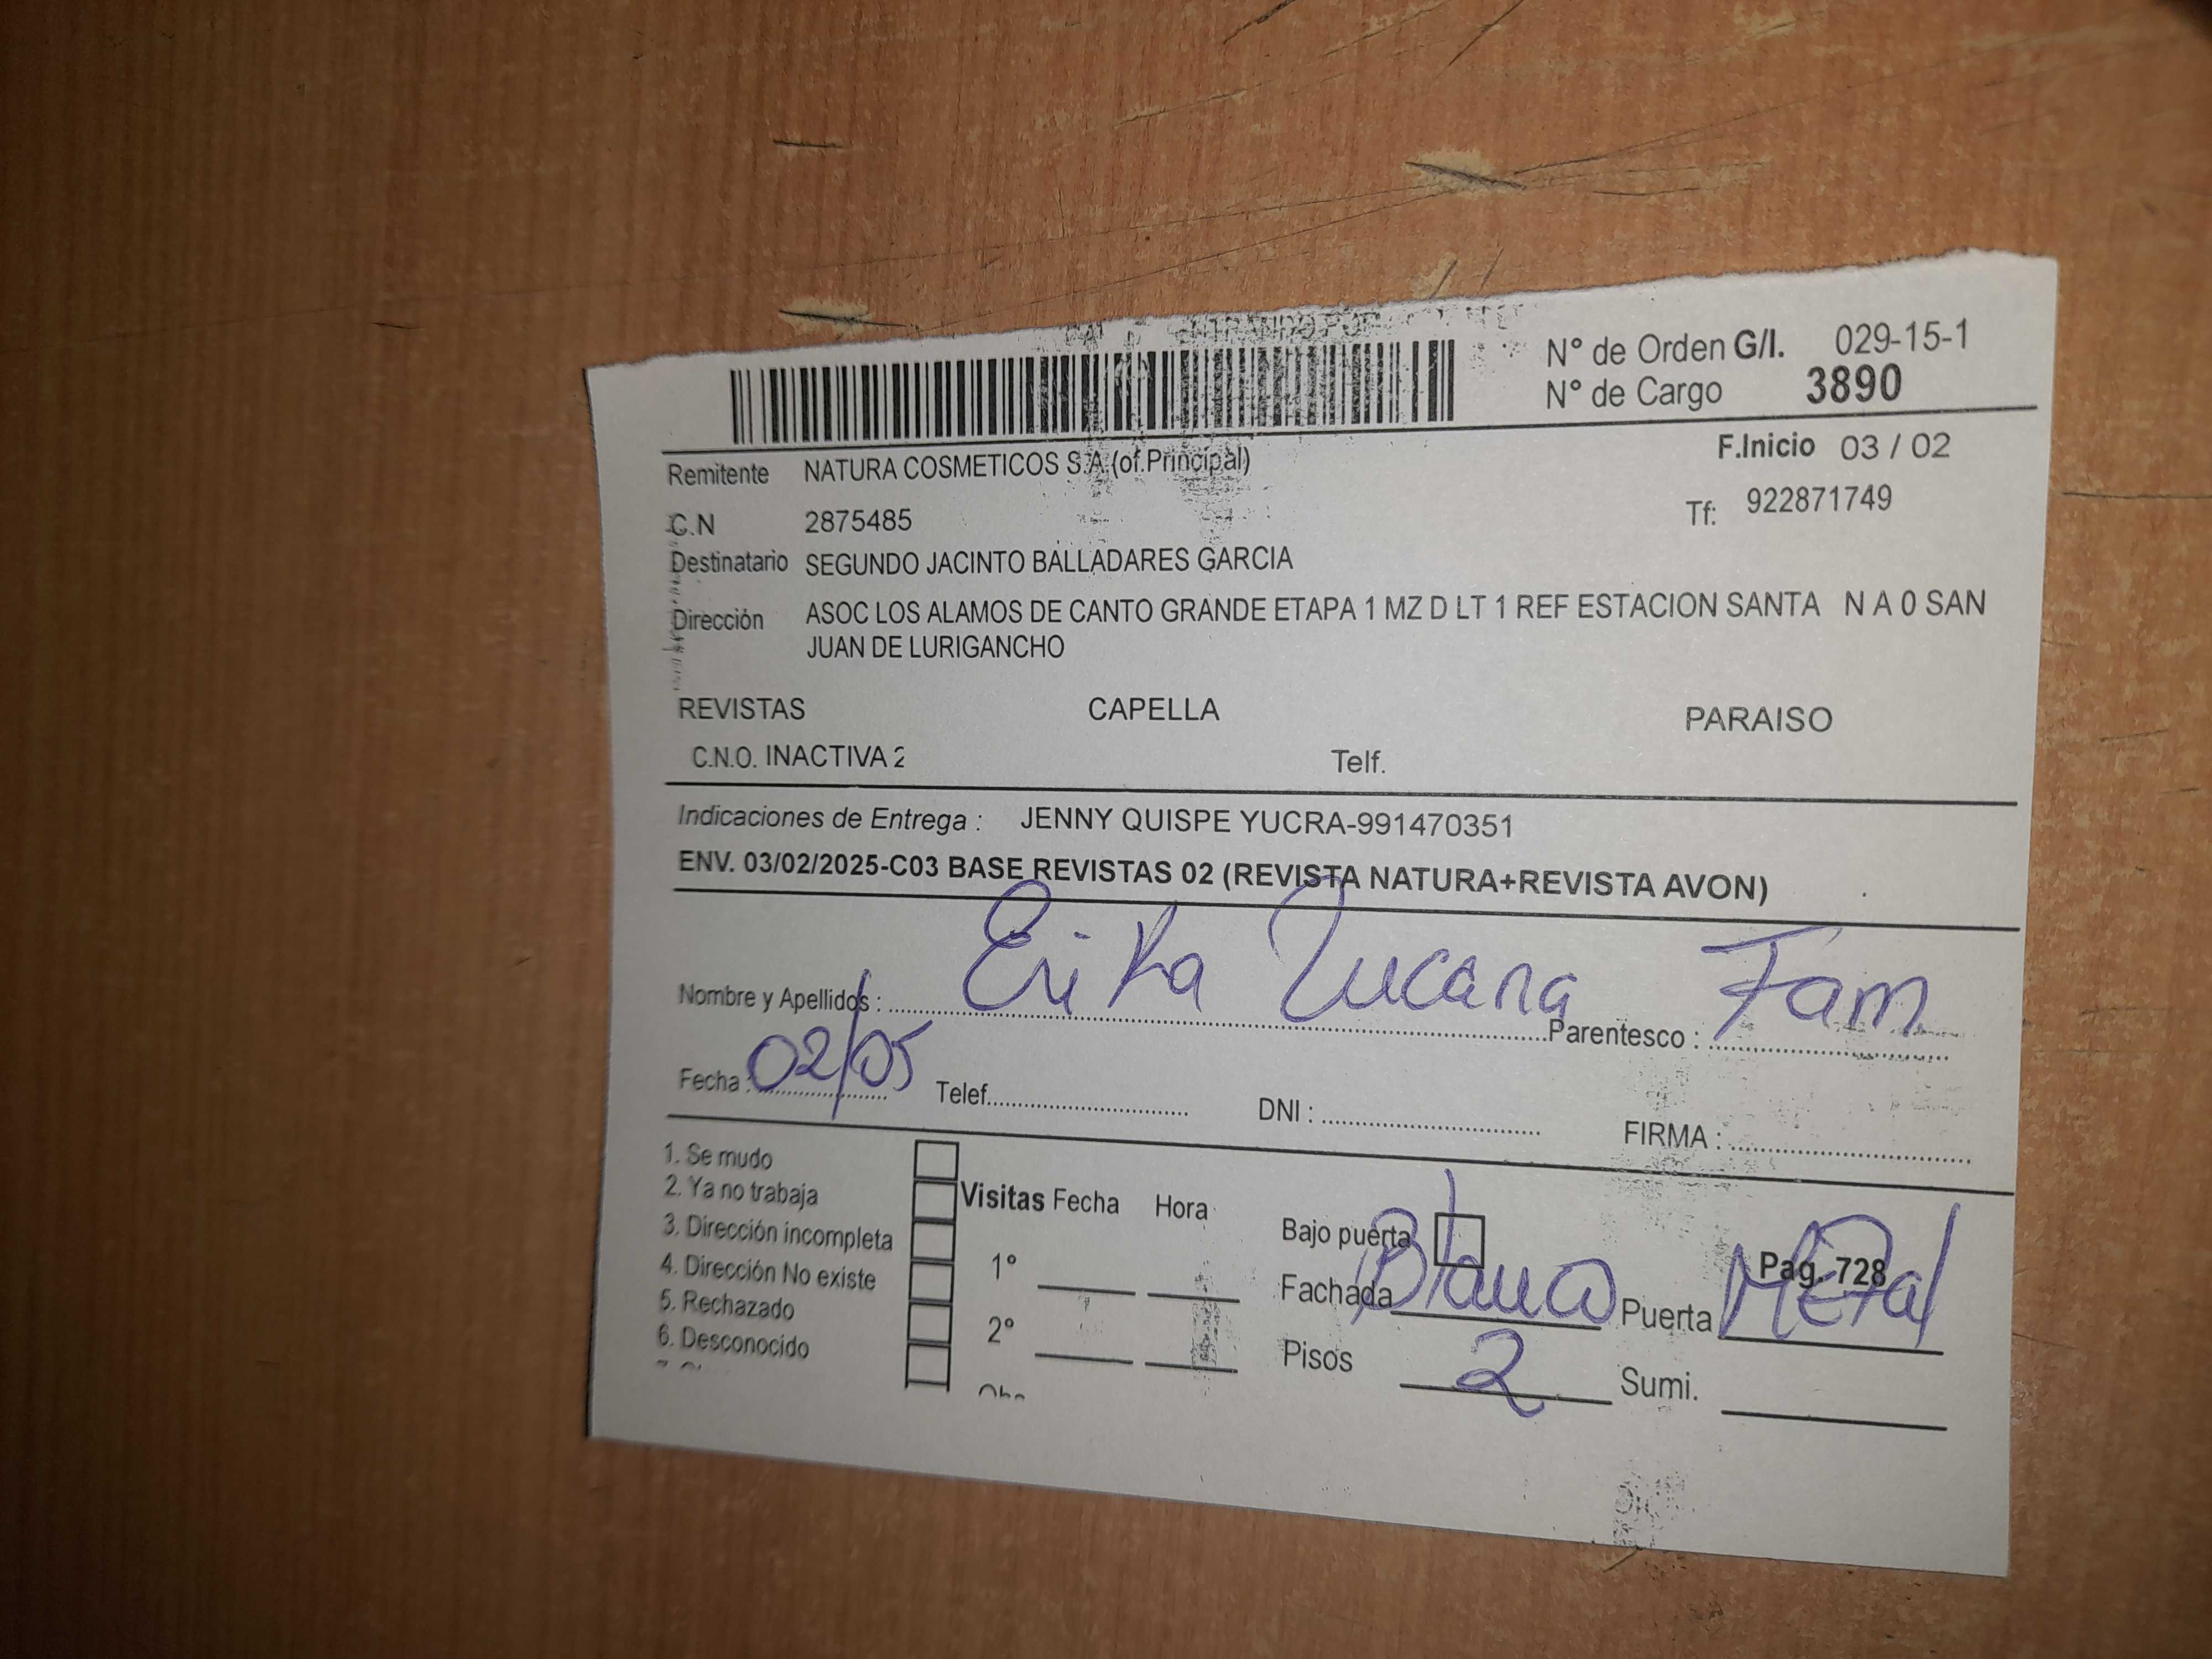 N° de Orden G/I. 029-15-1
N° de Cargo 3890
F.Inicio 03 / 02
Remitente NATURA COSMETICOS S.A.(of.Principal)
Tf: 922871749
C.N 2875485
Destinatario SEGUNDO JACINTO BALLADARES GARCIA
Dirección ASOC LOS ALAMOS DE CANTO GRANDE ETAPA 1 MZ D LT 1 REF ESTACION SANTA N A 0 SAN
JUAN DE LURIGANCHO
REVISTAS CAPELLA PARAISO
C.N.O. INACTIVA 2 Telf.
Indicaciones de Entrega : JENNY QUISPE YUCRA-991470351
ENV. 03/02/2025-C03 BASE REVISTAS 02 (REVISTA NATURA+REVISTA AVON)
Nombre y Apellidos : Erika Parentesco : Fam
Fecha : 02/05 Telef. DNI : FIRMA :
1. Se mudo
2. Ya no trabaja
3. Dirección incompleta
4. Dirección No existe
5. Rechazado
6. Desconocido
Visitas Fecha Hora
1°
2°
Bajo puerta
Pag. 728
Fachada Blanca Puerta Metal
Pisos 2 Sumi.